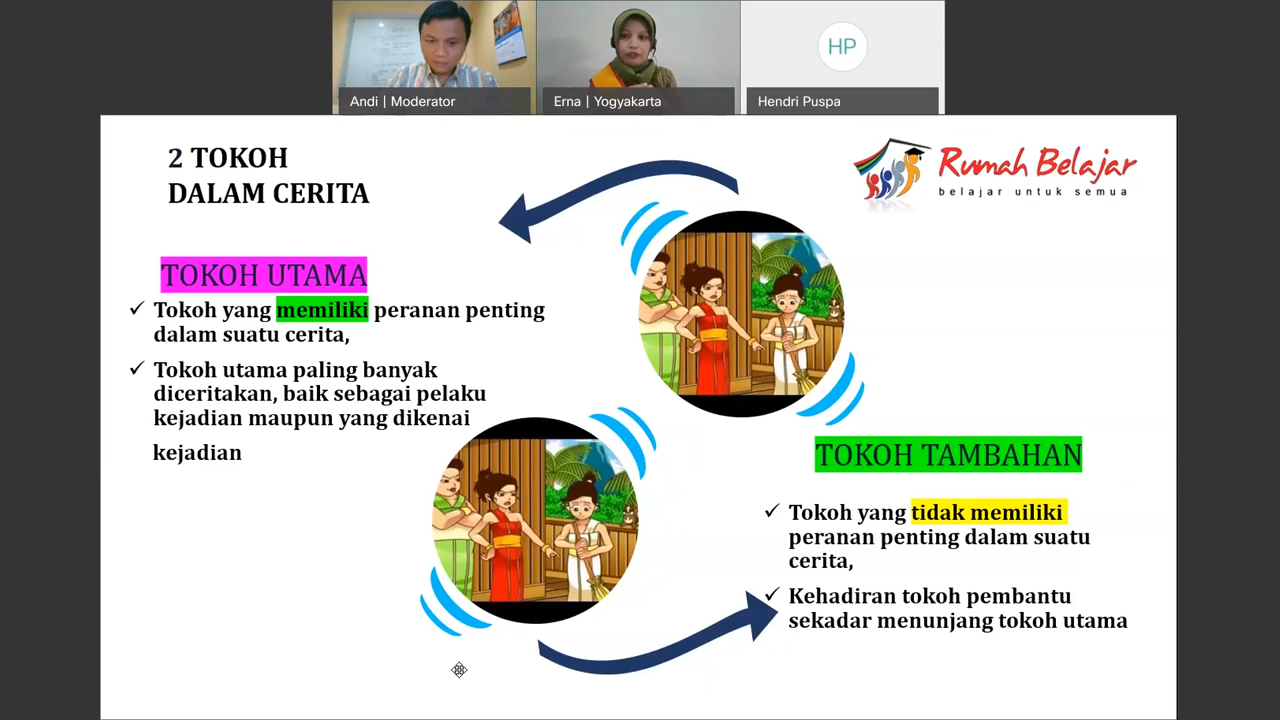 Andi | Moderator
Erna | Yogyakarta
HP
Hendri Puspa
2 TOKOH
DALAM CERITA
Rumah Belajar
belajar untuk semua
TOKOH UTAMA
✓ Tokoh yang memiliki peranan penting
dalam suatu cerita,
✓ Tokoh utama paling banyak
diceritakan, baik sebagai pelaku
kejadian maupun yang dikenai
kejadian
TOKOH TAMBAHAN
✓ Tokoh yang tidak memiliki
peranan penting dalam suatu
cerita,
✓ Kehadiran tokoh pembantu
sekadar menunjang tokoh utama